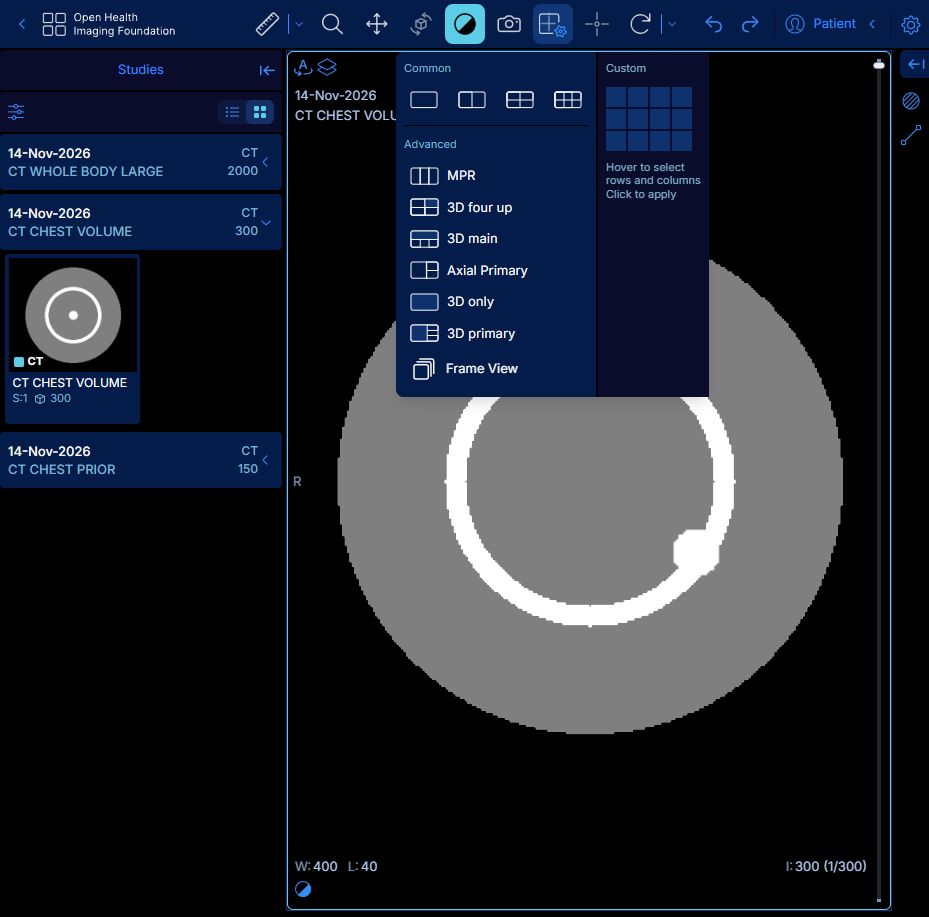 Open Health
Imaging Foundation
Patient
Studies
14-Nov-2026
CT
CT WHOLE BODY LARGE
2000
14-Nov-2026
CT
CT CHEST VOLUME
300
CT
CT CHEST VOLUME
S:1
300
14-Nov-2026
CT
CT CHEST PRIOR
150
A
14-Nov-2026
CT CHEST VOLU
Common
Advanced
MPR
3D four up
3D main
Axial Primary
3D only
3D primary
Frame View
Custom
Hover to select
rows and columns
Click to apply
R
W: 400 L: 40
I: 300 (1/300)